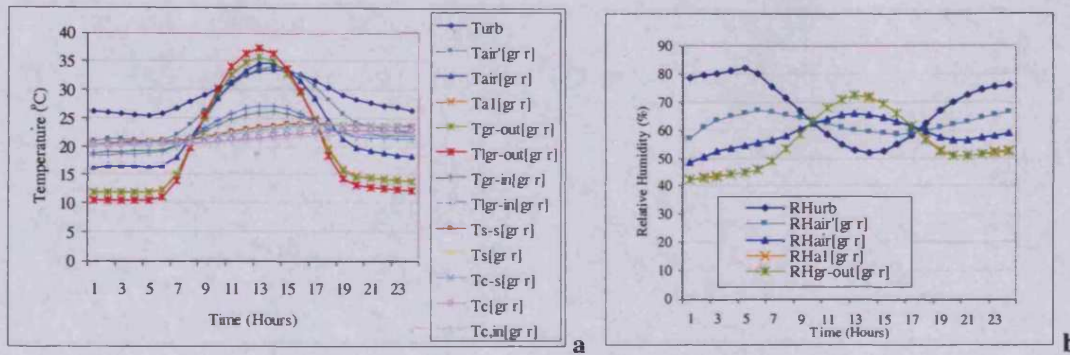 40
35
30
25
20
15
10
5
0
Temperature (°C)
1 3 5 7 9 11 13 15 17 19 21 23
Time (Hours)
Turb
Tair'[gr r]
Tair[gr r]
Ta1[gr r]
Tgr-out[gr r]
Tlgr-out[gr r]
Tgr-in[gr r]
Tlgr-in[gr r]
Ts-s[gr r]
Ts[gr r]
Tc-s[gr r]
Tc[gr r]
Tc,in[gr r]
a
90
80
70
60
50
40
30
20
10
0
Relative Humidity (%)
RHurb
RHair'[gr r]
RHair[gr r]
RHa1[gr r]
RHgr-out[gr r]
1 3 5 7 9 11 13 15 17 19 21 23
Time (Hours)
b